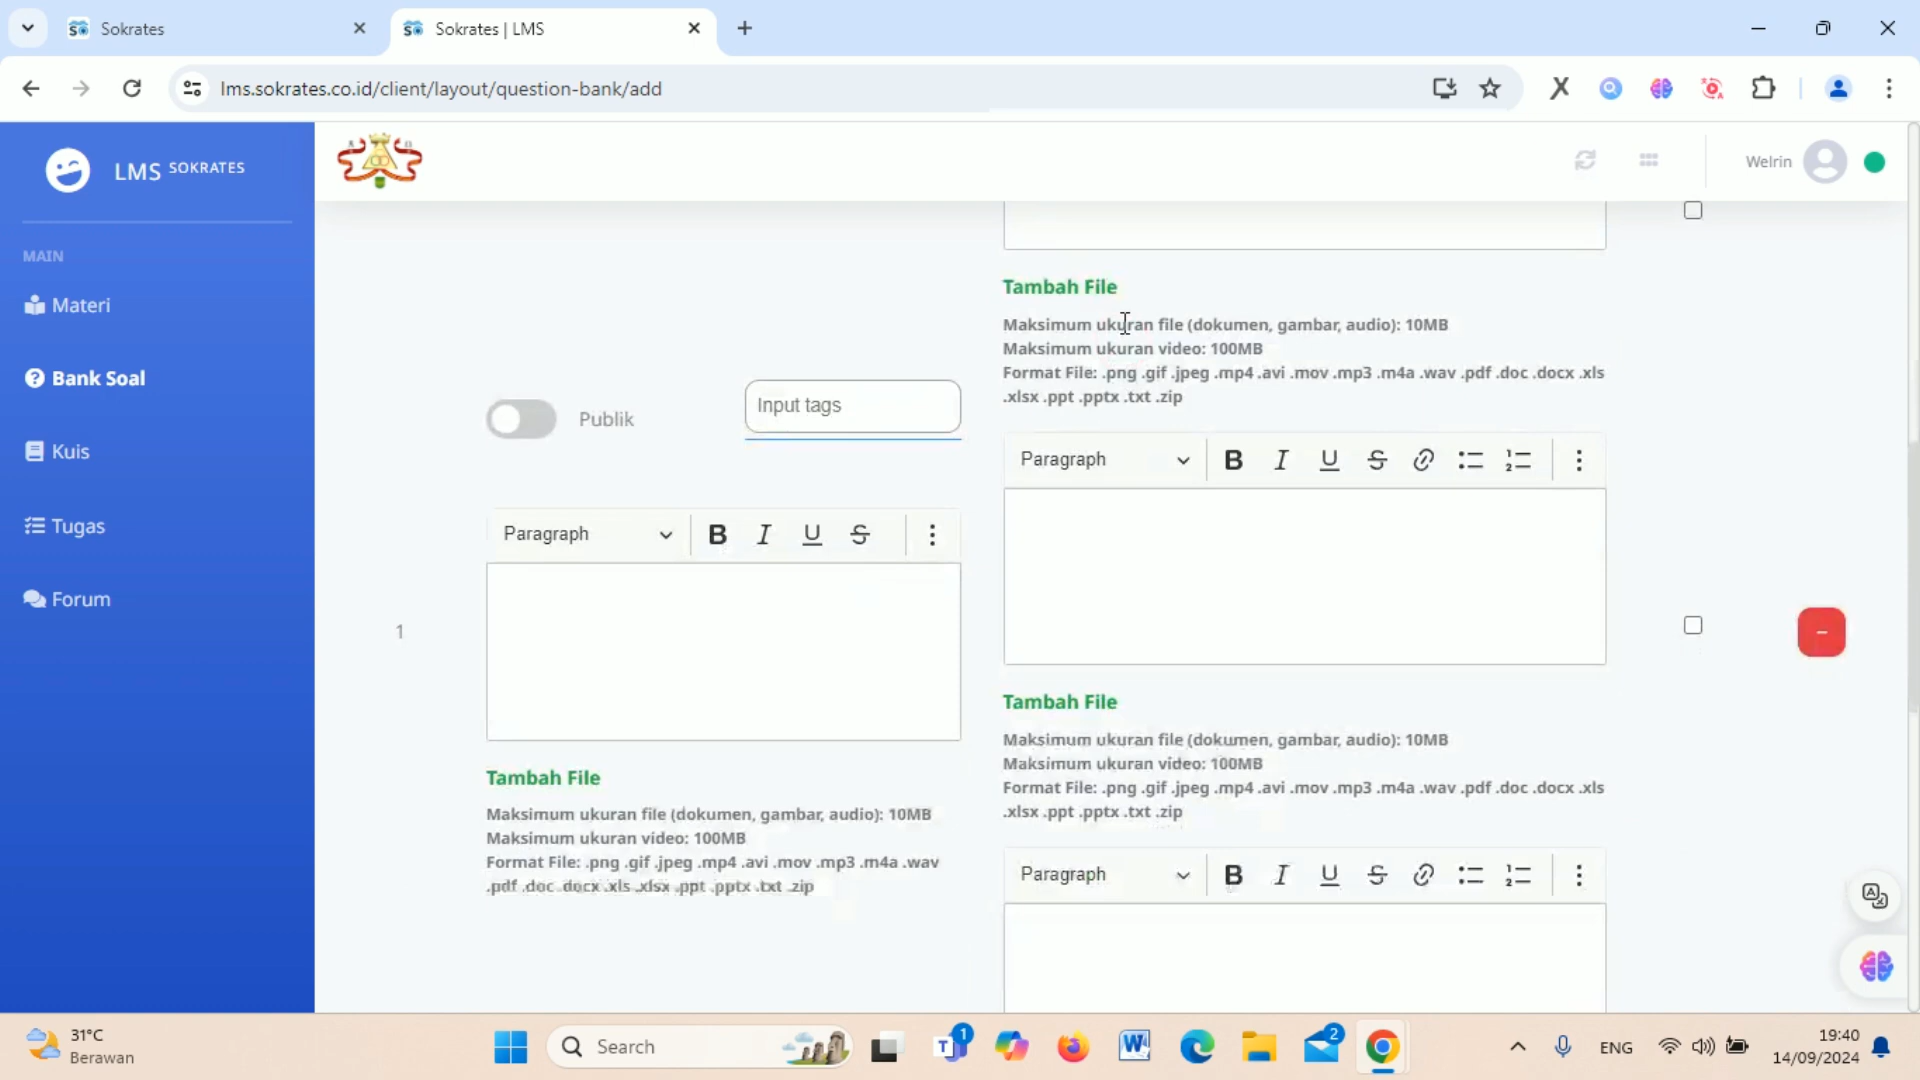 Sokrates
Sokrates | LMS
lms.sokrates.co.id/client/layout/question-bank/add
LMS SOKRATES
Welrin
MAIN
Materi
Bank Soal
Kuis
Tugas
Forum
Publik
Input tags
1
Paragraph
B I U S
Tambah File
Maksimum ukuran file (dokumen, gambar, audio): 10MB
Maksimum ukuran video: 100MB
Format File: .png .gif .jpeg .mp4 .avi .mov .mp3 .m4a .wav
.pdf .doc .docx .xls .xlsx .ppt .pptx .txt .zip
Tambah File
Maksimum ukuran file (dokumen, gambar, audio): 10MB
Maksimum ukuran video: 100MB
Format File: .png .gif .jpeg .mp4 .avi .mov .mp3 .m4a .wav .pdf .doc .docx .xls
.xlsx .ppt .pptx .txt .zip
Paragraph
B I U S
Tambah File
Maksimum ukuran file (dokumen, gambar, audio): 10MB
Maksimum ukuran video: 100MB
Format File: .png .gif .jpeg .mp4 .avi .mov .mp3 .m4a .wav .pdf .doc .docx .xls
.xlsx .ppt .pptx .txt .zip
Paragraph
B I U S
31°C
Berawan
Search
1
2
ENG
19:40
14/09/2024